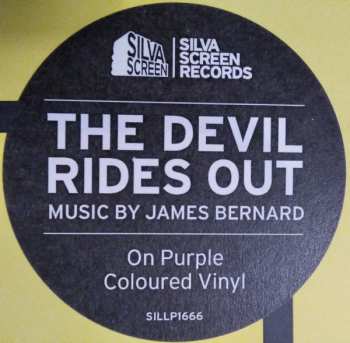 SILVA
SCREEN
SILVA
SCREEN
RECORDS
THE DEVIL
RIDES OUT
MUSIC BY JAMES BERNARD
On Purple
Coloured Vinyl
SILLP1666